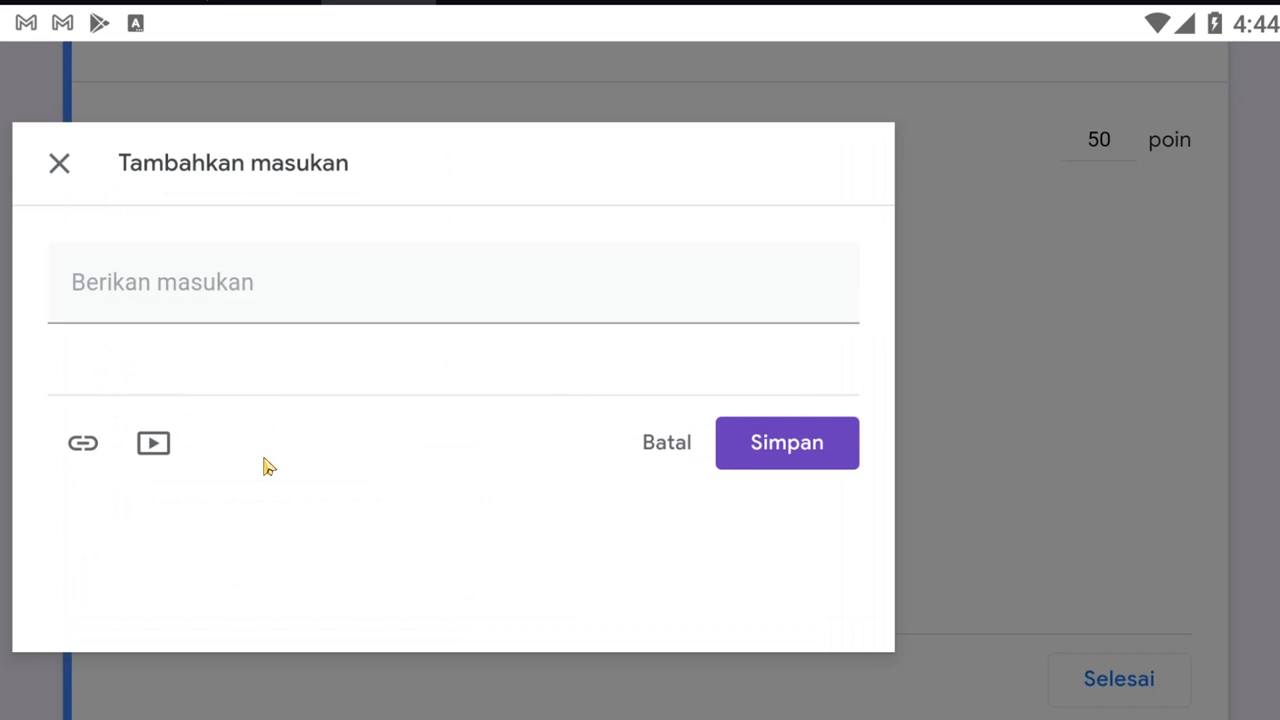 4:44
50 poin
Tambahkan masukan
Berikan masukan
Batal Simpan
Selesai